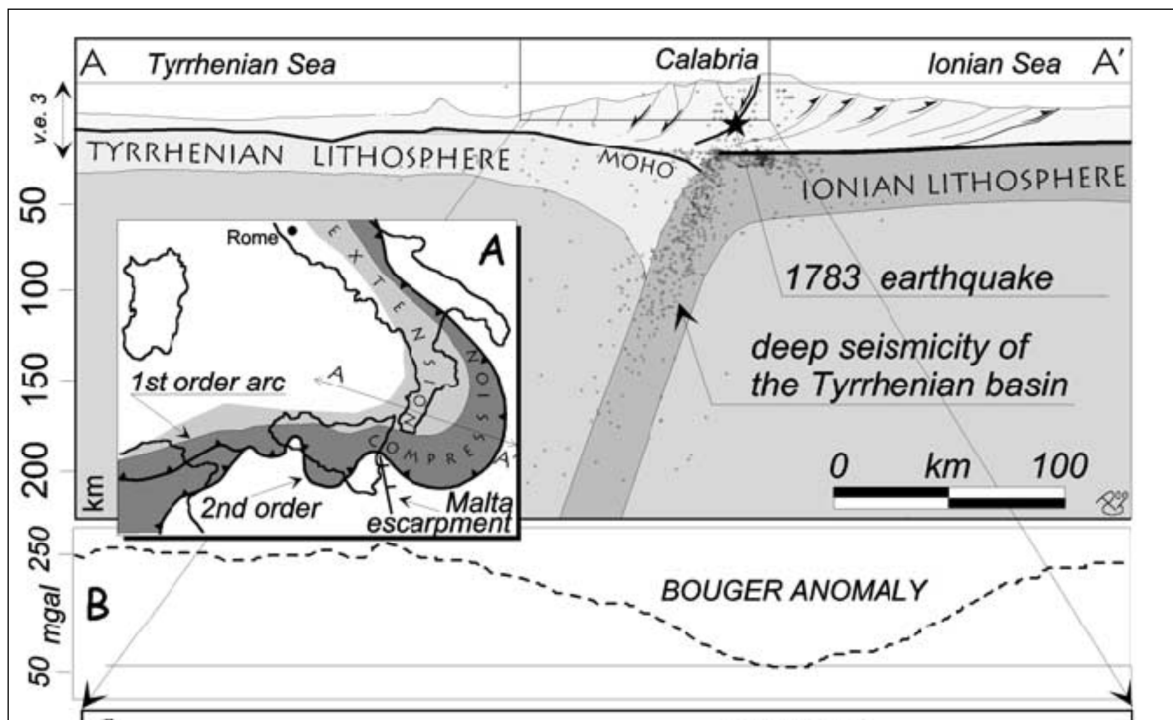 A Tyrrhenian Sea Calabria Ionian Sea A'
v.e. 3
TYRRHENIAN LITHOSPHERE MOHO
IONIAN LITHOSPHERE
50
100
150
200
km
Rome
A
EXTENSION
COMPRESSION
1st order arc
A
A'
2nd order
Malta
escarpment
1783 earthquake
deep seismicity of
the Tyrrhenian basin
0 km 100
250
50 mgal
B
BOUGER ANOMALY